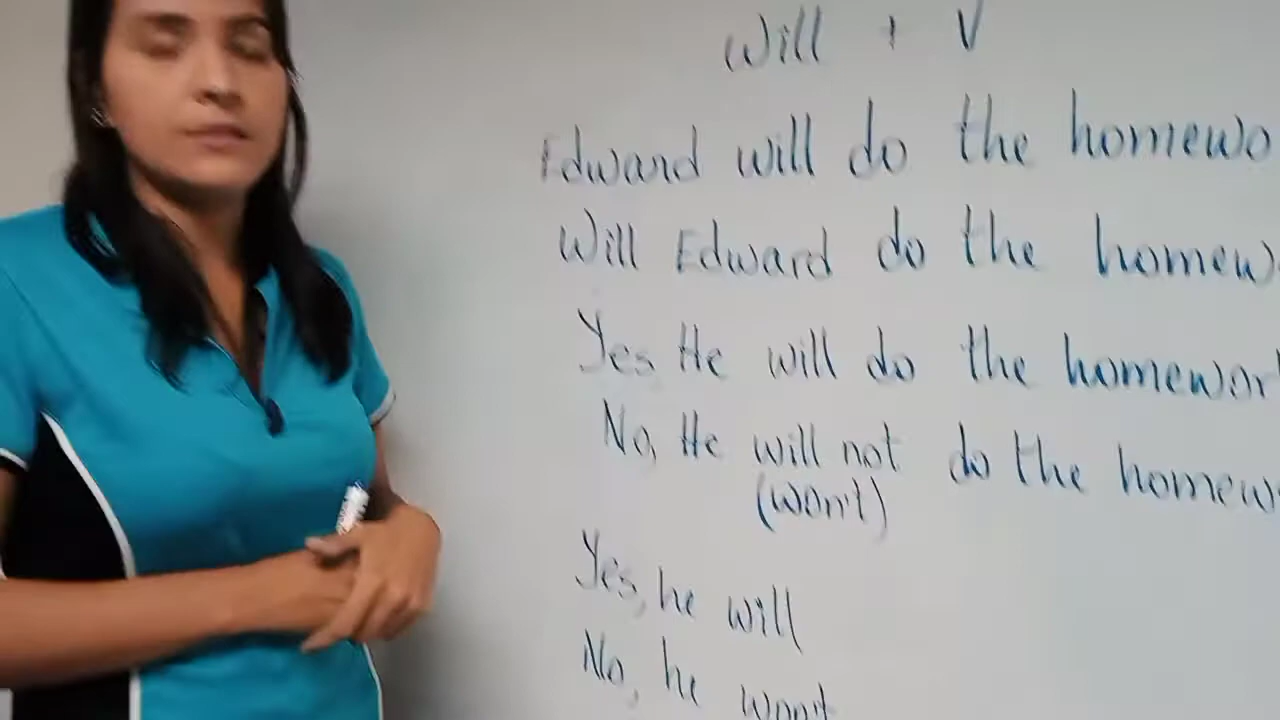 Will + V
Edward will do the homewo
Will Edward do the homew
Yes, He will do the homewor
No, He will not do the homew
(won't)
Yes, he will
No, he won't